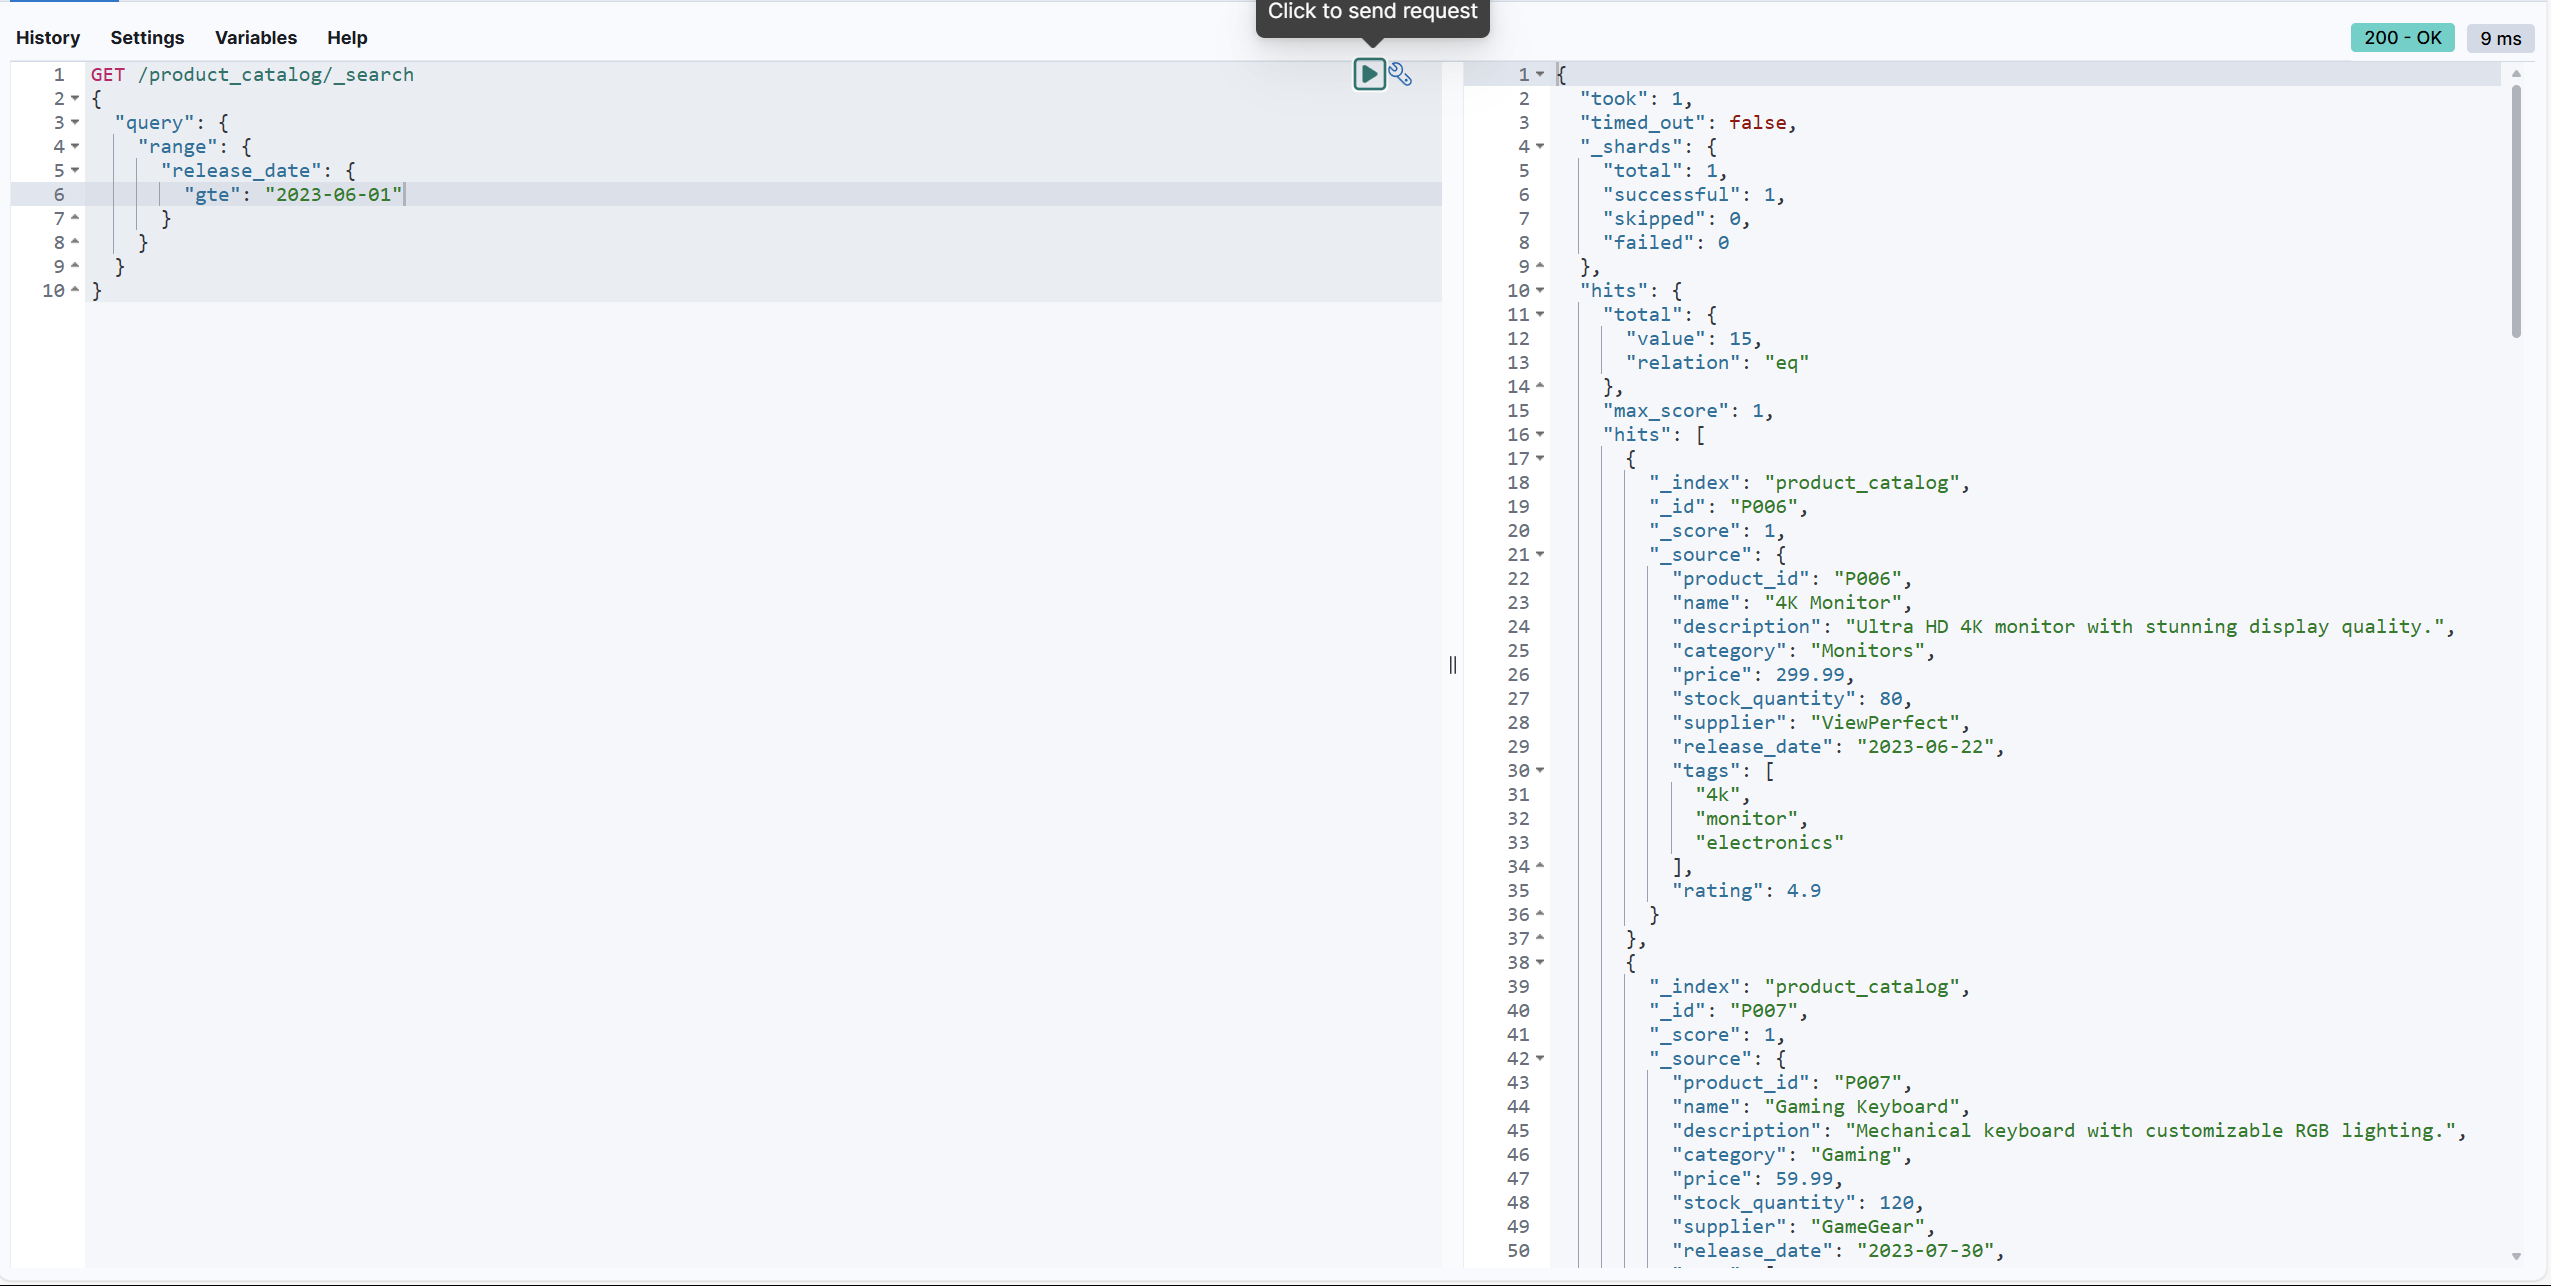 Click to send request
History Settings Variables Help
200 - OK 9 ms
1 GET /product_catalog/_search
2 {
3 "query": {
4 "range": {
5 "release_date": {
6 "gte": "2023-06-01"
7 }
8 }
9 }
10 }
1 {
2 "took": 1,
3 "timed_out": false,
4 "_shards": {
5 "total": 1,
6 "successful": 1,
7 "skipped": 0,
8 "failed": 0
9 },
10 "hits": {
11 "total": {
12 "value": 15,
13 "relation": "eq"
14 },
15 "max_score": 1,
16 "hits": [
17 {
18 "_index": "product_catalog",
19 "_id": "P006",
20 "_score": 1,
21 "_source": {
22 "product_id": "P006",
23 "name": "4K Monitor",
24 "description": "Ultra HD 4K monitor with stunning display quality.",
25 "category": "Monitors",
26 "price": 299.99,
27 "stock_quantity": 80,
28 "supplier": "ViewPerfect",
29 "release_date": "2023-06-22",
30 "tags": [
31 "4k",
32 "monitor",
33 "electronics"
34 ],
35 "rating": 4.9
36 }
37 },
38 {
39 "_index": "product_catalog",
40 "_id": "P007",
41 "_score": 1,
42 "_source": {
43 "product_id": "P007",
44 "name": "Gaming Keyboard",
45 "description": "Mechanical keyboard with customizable RGB lighting.",
46 "category": "Gaming",
47 "price": 59.99,
48 "stock_quantity": 120,
49 "supplier": "GameGear",
50 "release_date": "2023-07-30",